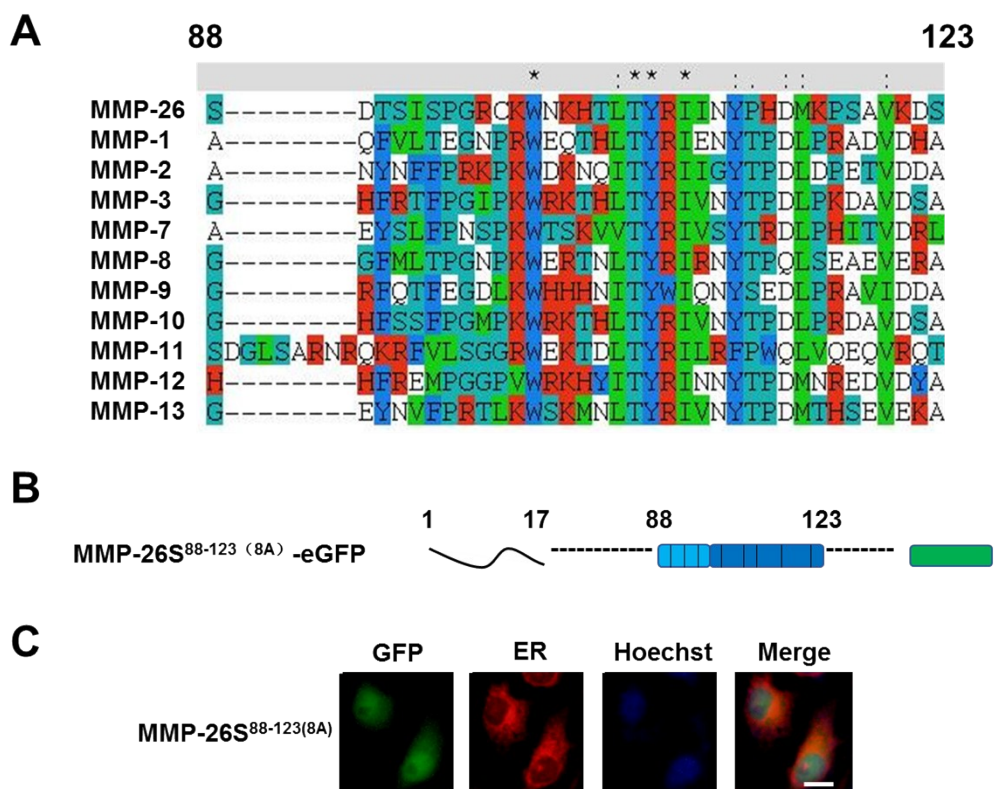 A
88 123
* : ** * : . : : :
MMP-26 S---------DTSISPGRCKWNKHTLTYRIINYPHDMKPSAVKDS
MMP-1 A---------QFVLTEGNPRWEQTHLTYRIENYTPDLPRADVDHA
MMP-2 A---------NYNFFPRKPKWDKNQITYRIIGYTPDLDPETVDDA
MMP-3 G---------HFRTFPGIPKWRKTHLTYRIVNYTPDLPKDAVDSA
MMP-7 A---------EYSLFPNSPKWTSKVVTYRIVSYTRDLPHITVDRL
MMP-8 G---------GFMLTPGNPKWERTNLTYRIRNYTPQLSEAEVERA
MMP-9 G---------RFQTFEGDLKWHHHNITYWIQNYSEDLPRAVIDDA
MMP-10 G---------HFSSFPGMPKWRKTHLTYRIVNYTPDLPRDAVDSA
MMP-11 SDGLSARNRQKRFVLSGGRWEKTDLTYRILRFPWQLVQEQVRQT
MMP-12 H---------HFREMPGGPVWRKHYITYRINNYTPDMNREDVDYA
MMP-13 G---------EYNVFPRTLKWSKMNLTYRIVNYTPDMTHSEVEKA
B
1 17 88 123
MMP-26S88-123（8A）-eGFP
C
GFP ER Hoechst Merge
MMP-26S88-123(8A)